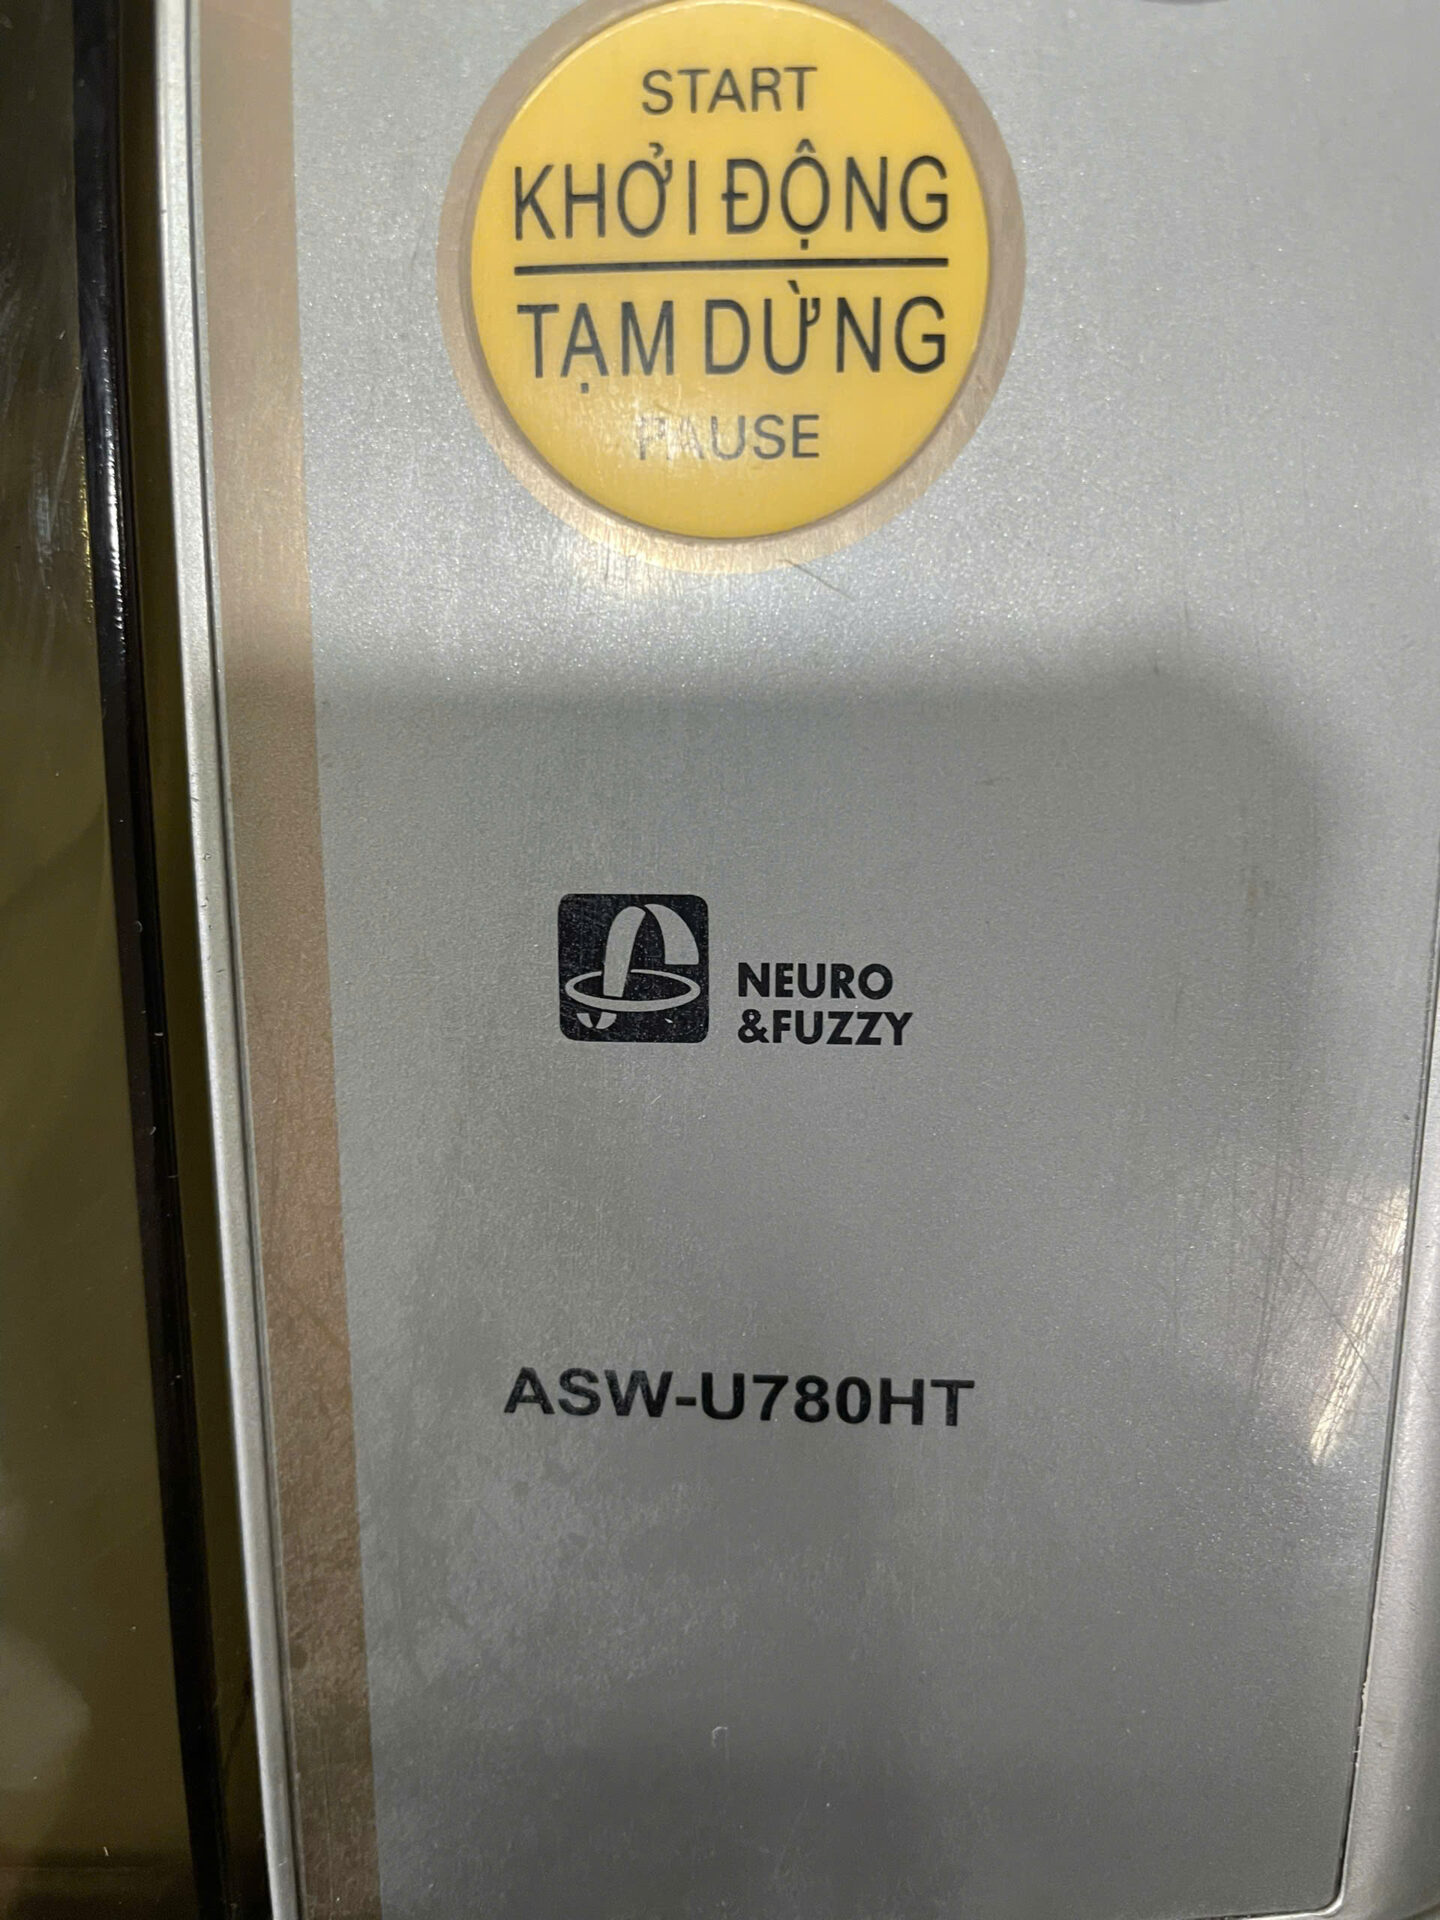 START
KHỞI ĐỘNG
TẠM DỪNG
PAUSE
NEURO
&FUZZY
ASW-U780HT